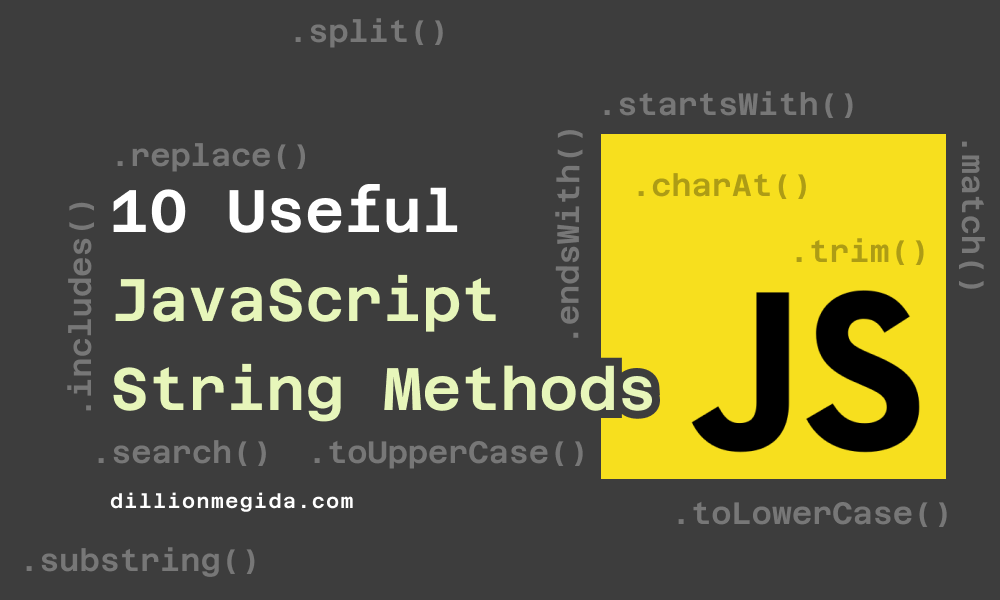 .split()
.startsWith()
.replace()
.includes()
10 Useful
JavaScript
String Methods
.endsWith()
.charAt()
.trim()
JS
.match()
.search()
.toUpperCase()
dillionmegida.com
.toLowerCase()
.substring()